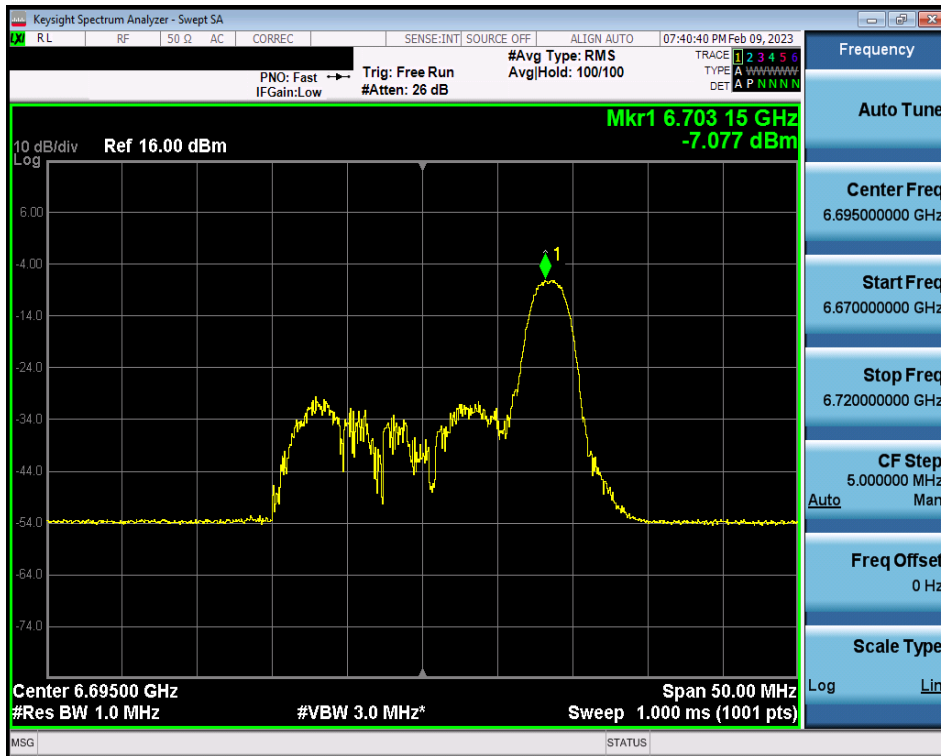 Keysight Spectrum Analyzer - Swept SA
LXI RL RF 50 Ω AC CORREC SENSE:INT SOURCE OFF ALIGN AUTO 07:40:40 PM Feb 09, 2023
PNO: Fast
IFGain:Low
Trig: Free Run
#Atten: 26 dB
#Avg Type: RMS
Avg|Hold: 100/100
TRACE 1 2 3 4 5 6
TYPE A WWWWW
DET A P N N N N
Mkr1 6.703 15 GHz
-7.077 dBm
10 dB/div Ref 16.00 dBm
Log
6.00
-4.00
-14.0
-24.0
-34.0
-44.0
-54.0
-64.0
-74.0
1
Center 6.69500 GHz Span 50.00 MHz
#Res BW 1.0 MHz #VBW 3.0 MHz* Sweep 1.000 ms (1001 pts)
MSG STATUS
Frequency
Auto Tune
Center Freq
6.695000000 GHz
Start Freq
6.670000000 GHz
Stop Freq
6.720000000 GHz
CF Step
5.000000 MHz
Auto Man
Freq Offset
0 Hz
Scale Type
Log Lin